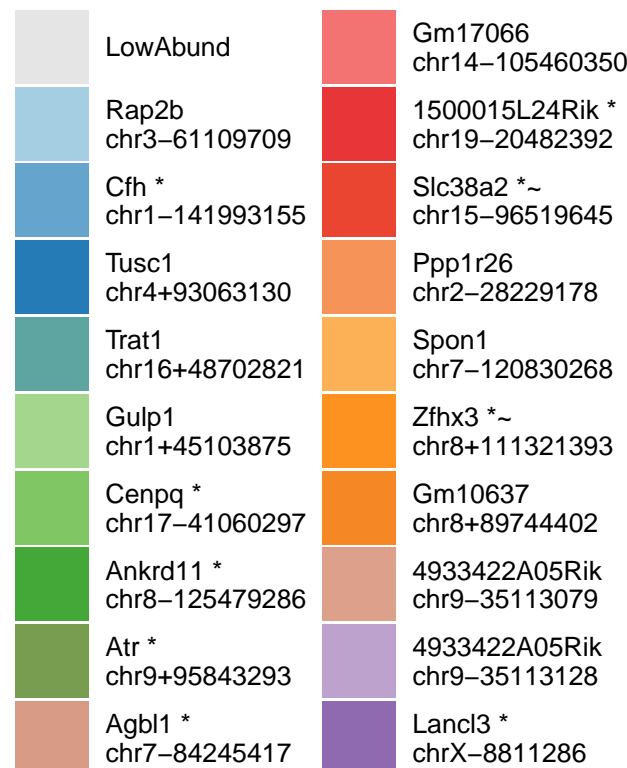 LowAbund
Rap2b
chr3−61109709
Cfh *
chr1−141993155
Tusc1
chr4+93063130
Trat1
chr16+48702821
Gulp1
chr1+45103875
Cenpq *
chr17−41060297
Ankrd11 *
chr8−125479286
Atr *
chr9+95843293
Agbl1 *
chr7−84245417
Gm17066
chr14−105460350
1500015L24Rik *
chr19−20482392
Slc38a2 *~
chr15−96519645
Ppp1r26
chr2−28229178
Spon1
chr7−120830268
Zfhx3 *~
chr8+111321393
Gm10637
chr8+89744402
4933422A05Rik
chr9−35113079
4933422A05Rik
chr9−35113128
Lancl3 *
chrX−8811286